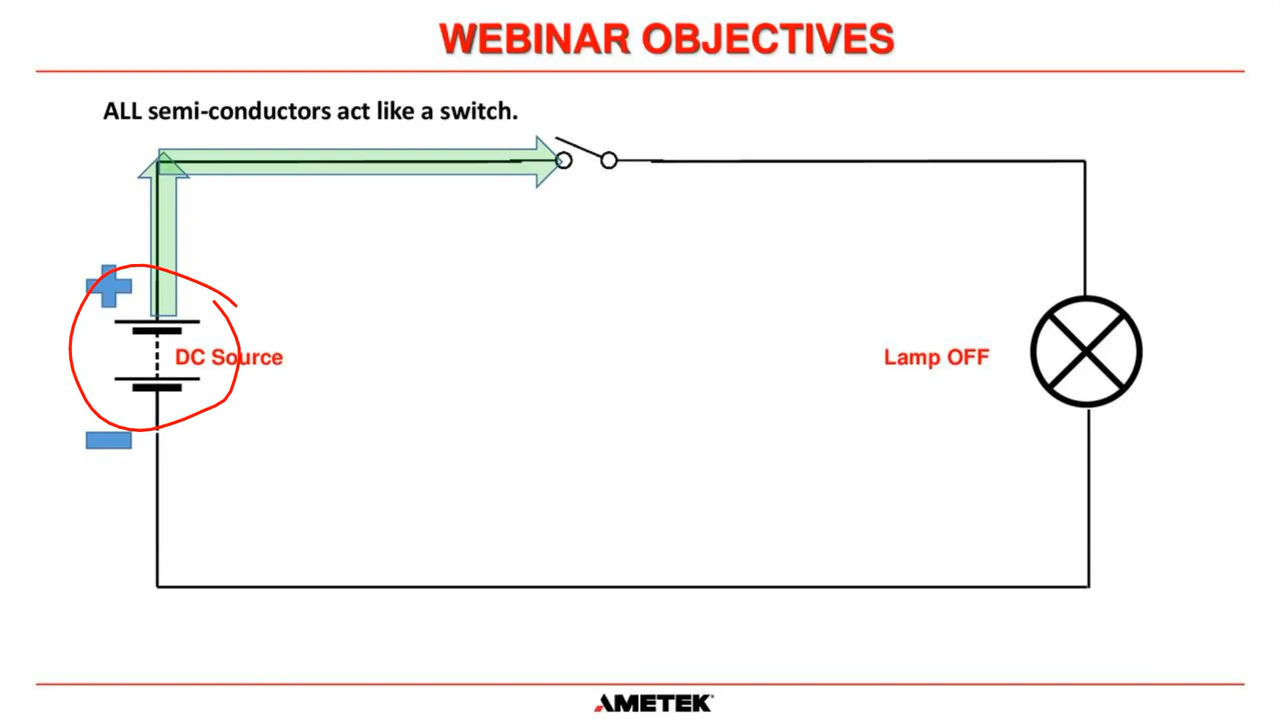 WEBINAR OBJECTIVES
ALL semi-conductors act like a switch.
DC Source
Lamp OFF
AMETEK